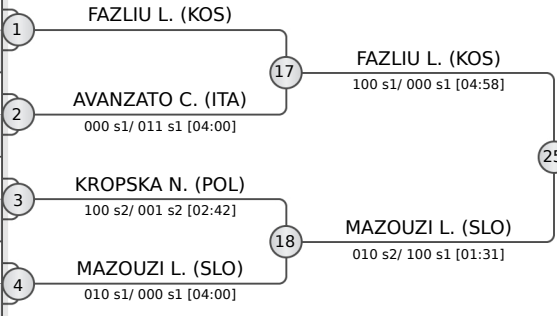 FAZLIU L. (KOS)
1
17
FAZLIU L. (KOS)
100 s1/ 000 s1 [04:58]
AVANZATO C. (ITA)
2
000 s1/ 011 s1 [04:00]
25
KROPSKA N. (POL)
3
100 s2/ 001 s2 [02:42]
18
MAZOUZI L. (SLO)
010 s2/ 100 s1 [01:31]
MAZOUZI L. (SLO)
4
010 s1/ 000 s1 [04:00]